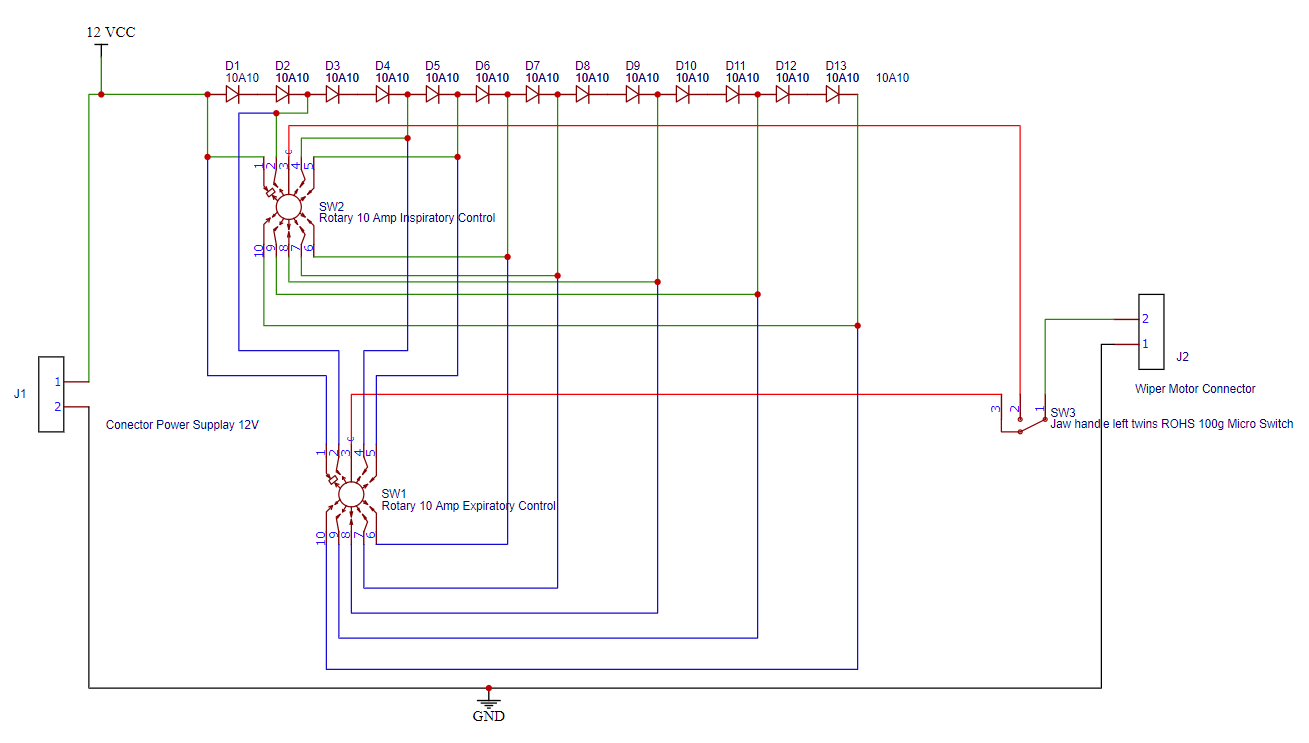 12 VCC
D1 D2 D3 D4 D5 D6 D7 D8 D9 D10 D11 D12 D13
10A10 10A10 10A10 10A10 10A10 10A10 10A10 10A10 10A10 10A10 10A10 10A10 10A10 10A10
C
1 2 3 4 5
SW2
Rotary 10 Amp Inspiratory Control
10 9 8 7 6
2
1
J2
Wiper Motor Connector
J1
1
2
Conector Power Supplay 12V
3 2 1
SW3
Jaw handle left twins ROHS 100g Micro Switch
C
1 2 3 4 5
SW1
Rotary 10 Amp Expiratory Control
10 9 8 7 6
GND